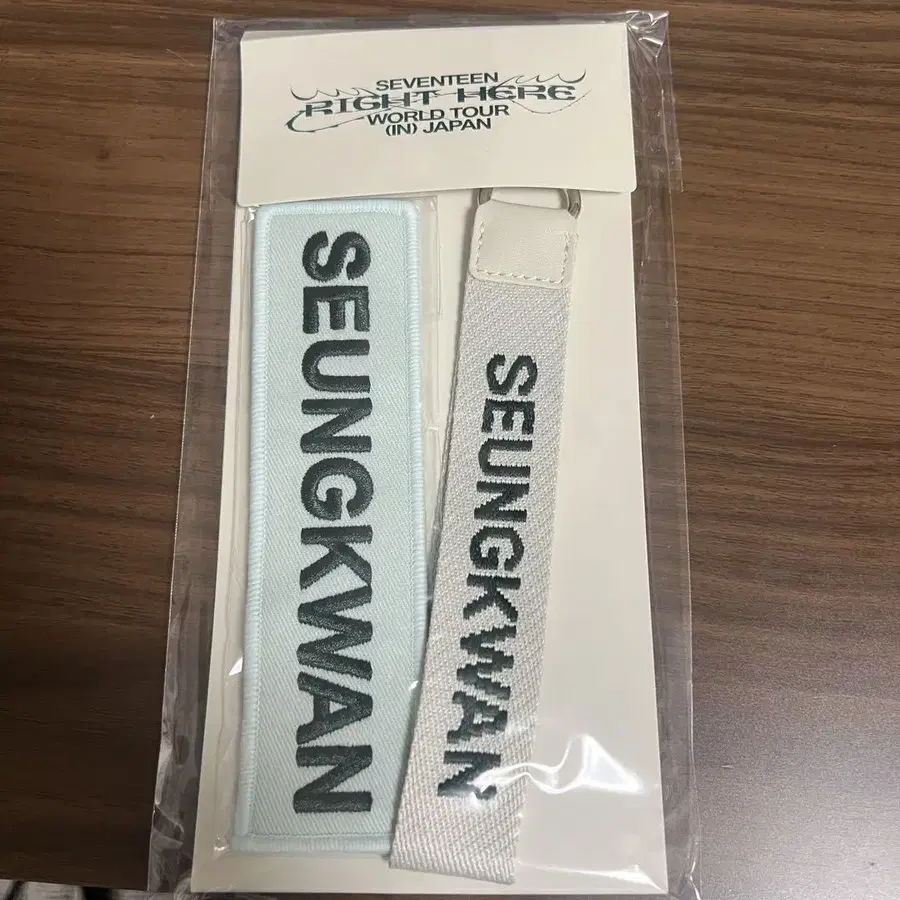 SEVENTEEN
RIGHT HERE
WORLD TOUR
(IN) JAPAN
SEUNGKWAN
SEUNGKWAN